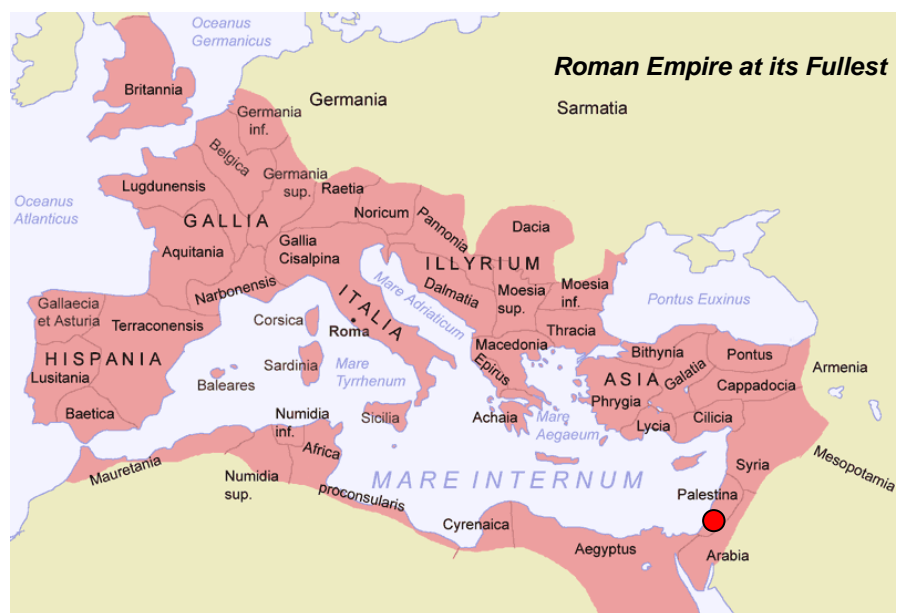 Oceanus
Germanicus
Roman Empire at its Fullest
Britannia
Germania
Sarmatia
Germania
inf.
Belgica
Lugdunensis
Germania
sup.
Raetia
Oceanus
Atlanticus
GALLIA
Noricum
Pannonia
Dacia
Aquitania
Gallia
Cisalpina
ILLYRIUM
Narbonensis
Dalmatia
Moesia
sup.
Moesia
inf.
Pontus Euxinus
Gallaecia
et Asturia
Terraconensis
Corsica
ITALIA
Mare Adriaticum
Roma
Thracia
Macedonia
HISPANIA
Lusitania
Baleares
Sardinia
Mare
Tyrrhenum
Epirus
Bithynia
Pontus
Galatia
ASIA
Armenia
Cappadocia
Phrygia
Baetica
Numidia
inf.
Sicilia
Achaia
Mare
Aegaeum
Lycia
Cilicia
Africa
Mauretania
Numidia
sup.
proconsularis
MARE INTERNUM
Syria
Mesopotamia
Palestina
Cyrenaica
Aegyptus
Arabia